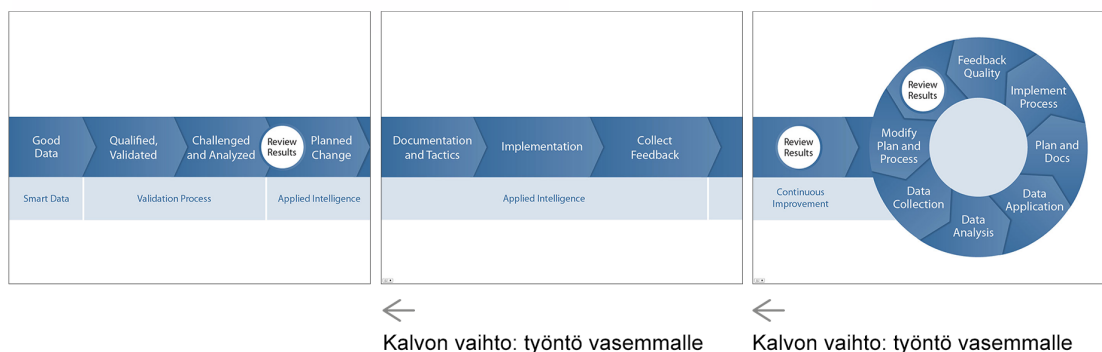 Good
Data
Qualified,
Validated
Challenged
and Analyzed
Review
Results
Planned
Change
Smart Data
Validation Process
Applied Intelligence
Documentation
and Tactics
Implementation
Collect
Feedback
Applied Intelligence
Kalvon vaihto: työntö vasemmalle
Review
Results
Continuous
Improvement
Review
Results
Feedback
Quality
Implement
Process
Plan and
Docs
Data
Application
Data
Analysis
Data
Collection
Modify
Plan and
Process
Kalvon vaihto: työntö vasemmalle